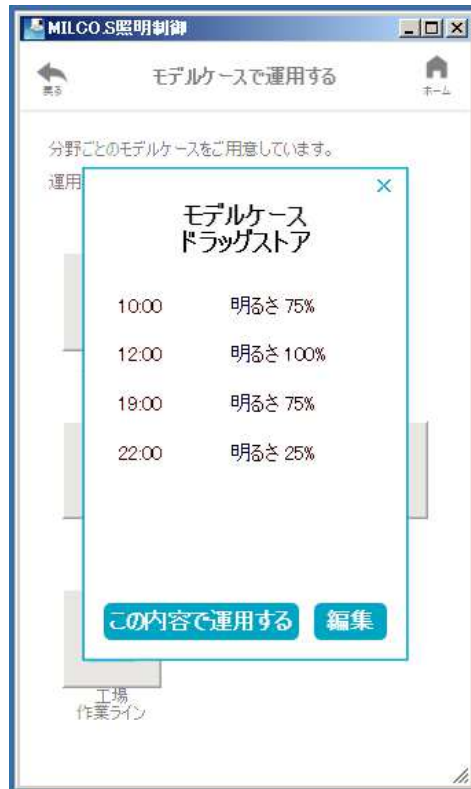 MILCO.S照明制御
戻る
モデルケースで運用する
ホーム
分野ごとのモデルケースをご用意しています。
運用
×
モデルケース
ドラッグストア
10:00 明るさ 75%
12:00 明るさ 100%
19:00 明るさ 75%
22:00 明るさ 25%
この内容で運用する 編集
工場
作業ライン